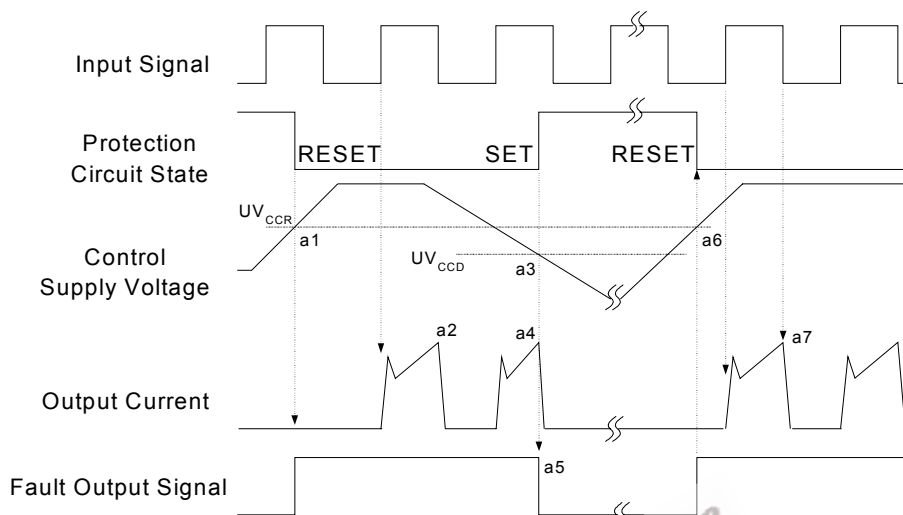 Input Signal
Protection
Circuit State
RESET
SET
RESET
UVCCR
a1
a6
UVCCD
a3
Control
Supply Voltage
a2
a4
a7
Output Current
a5
Fault Output Signal